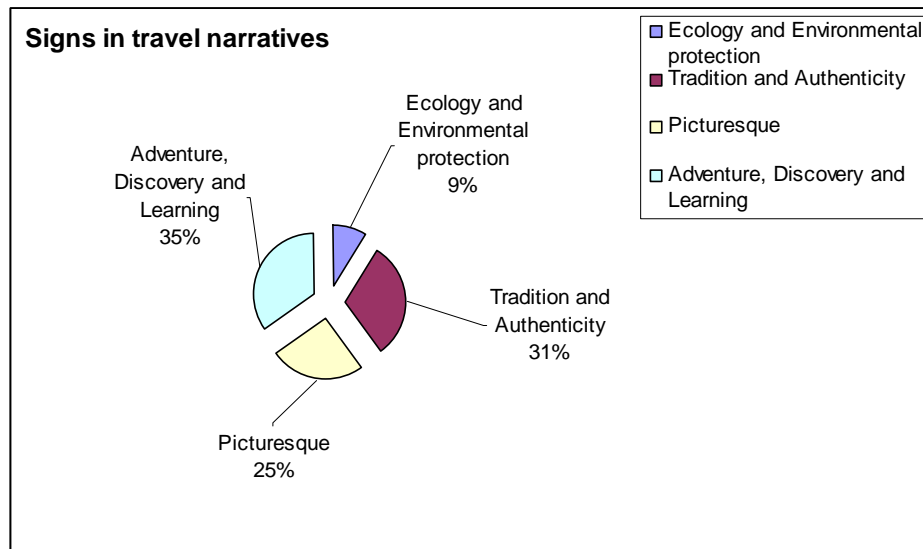 Signs in travel narratives
Ecology and Environmental
protection
Tradition and Authenticity
Picturesque
Adventure, Discovery and
Learning
Ecology and
Environmental
protection
9%
Adventure,
Discovery and
Learning
35%
Tradition and
Authenticity
31%
Picturesque
25%